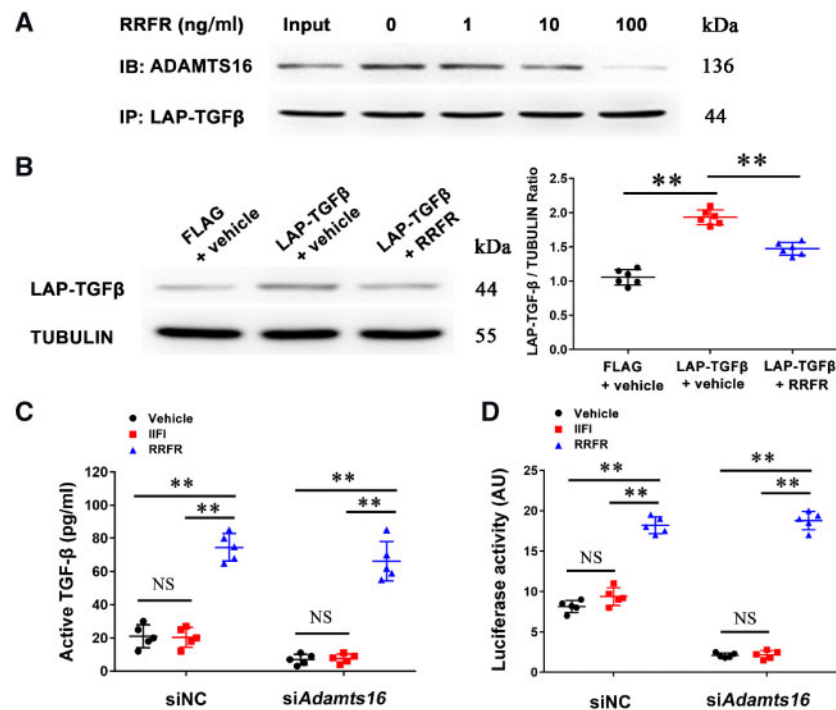 A
RRFR (ng/ml) Input 0 1 10 100 kDa
IB: ADAMTS16 136
IP: LAP-TGFβ 44
B
FLAG + vehicle
LAP-TGFβ + vehicle
LAP-TGFβ + RRFR
kDa
LAP-TGFβ 44
TUBULIN 55
LAP-TGF-β / TUBULIN Ratio
2.5
2.0
1.5
1.0
0.5
0.0
** **
FLAG + vehicle
LAP-TGFβ + vehicle
LAP-TGFβ + RRFR
C
Vehicle
IIFI
RRFR
Active TGF-β (pg/ml)
120
100
80
60
40
20
0
** **
** **
NS NS
siNC siAdamts16
D
Vehicle
IIFI
RRFR
Luciferase activity (AU)
25
20
15
10
5
0
** **
** **
NS NS
siNC siAdamts16